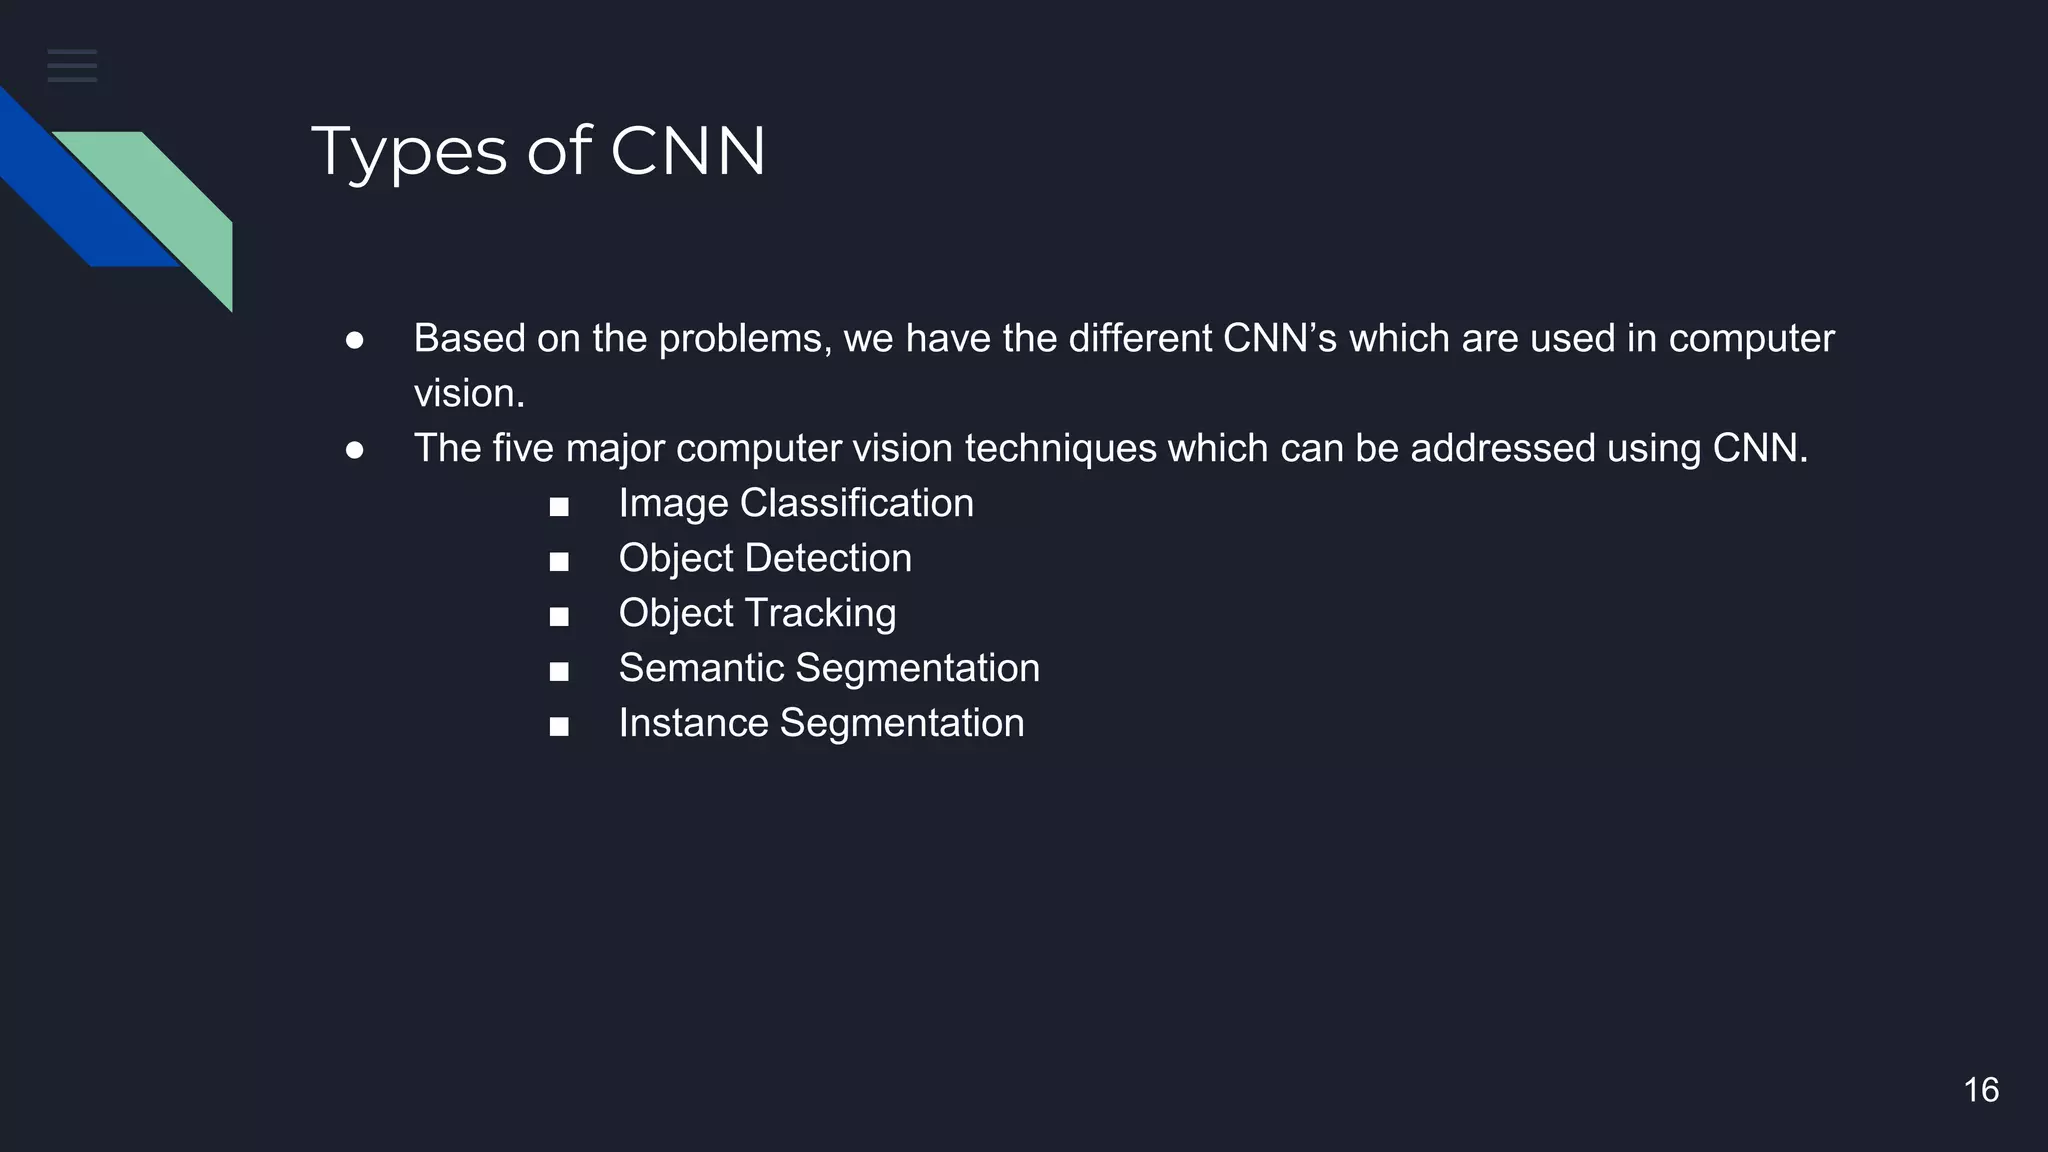 Types of CNN
● Based on the problems, we have the different CNN’s which are used in computer
vision.
● The five major computer vision techniques which can be addressed using CNN.
■ Image Classification
■ Object Detection
■ Object Tracking
■ Semantic Segmentation
■ Instance Segmentation
16